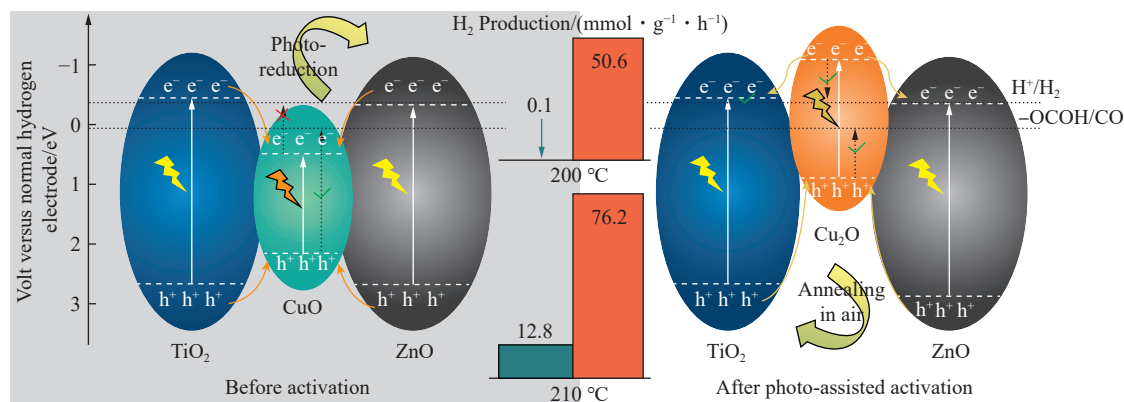 H₂ Production/(mmol・g⁻¹・h⁻¹)
Volt versus normal hydrogen
electrode/eV
−1
0
1
2
3
Photo-
reduction
e⁻ e⁻ e⁻
h⁺ h⁺ h⁺
TiO₂
e⁻ e⁻ e⁻
h⁺ h⁺ h⁺
CuO
e⁻ e⁻ e⁻
h⁺ h⁺ h⁺
ZnO
Before activation
0.1
50.6
200 ℃
12.8
76.2
210 ℃
e⁻ e⁻ e⁻
h⁺ h⁺ h⁺
TiO₂
e⁻ e⁻ e⁻
h⁺ h⁺ h⁺
Cu₂O
e⁻ e⁻ e⁻
h⁺ h⁺ h⁺
ZnO
H⁺/H₂
−OCOH/CO
Annealing
in air
After photo-assisted activation